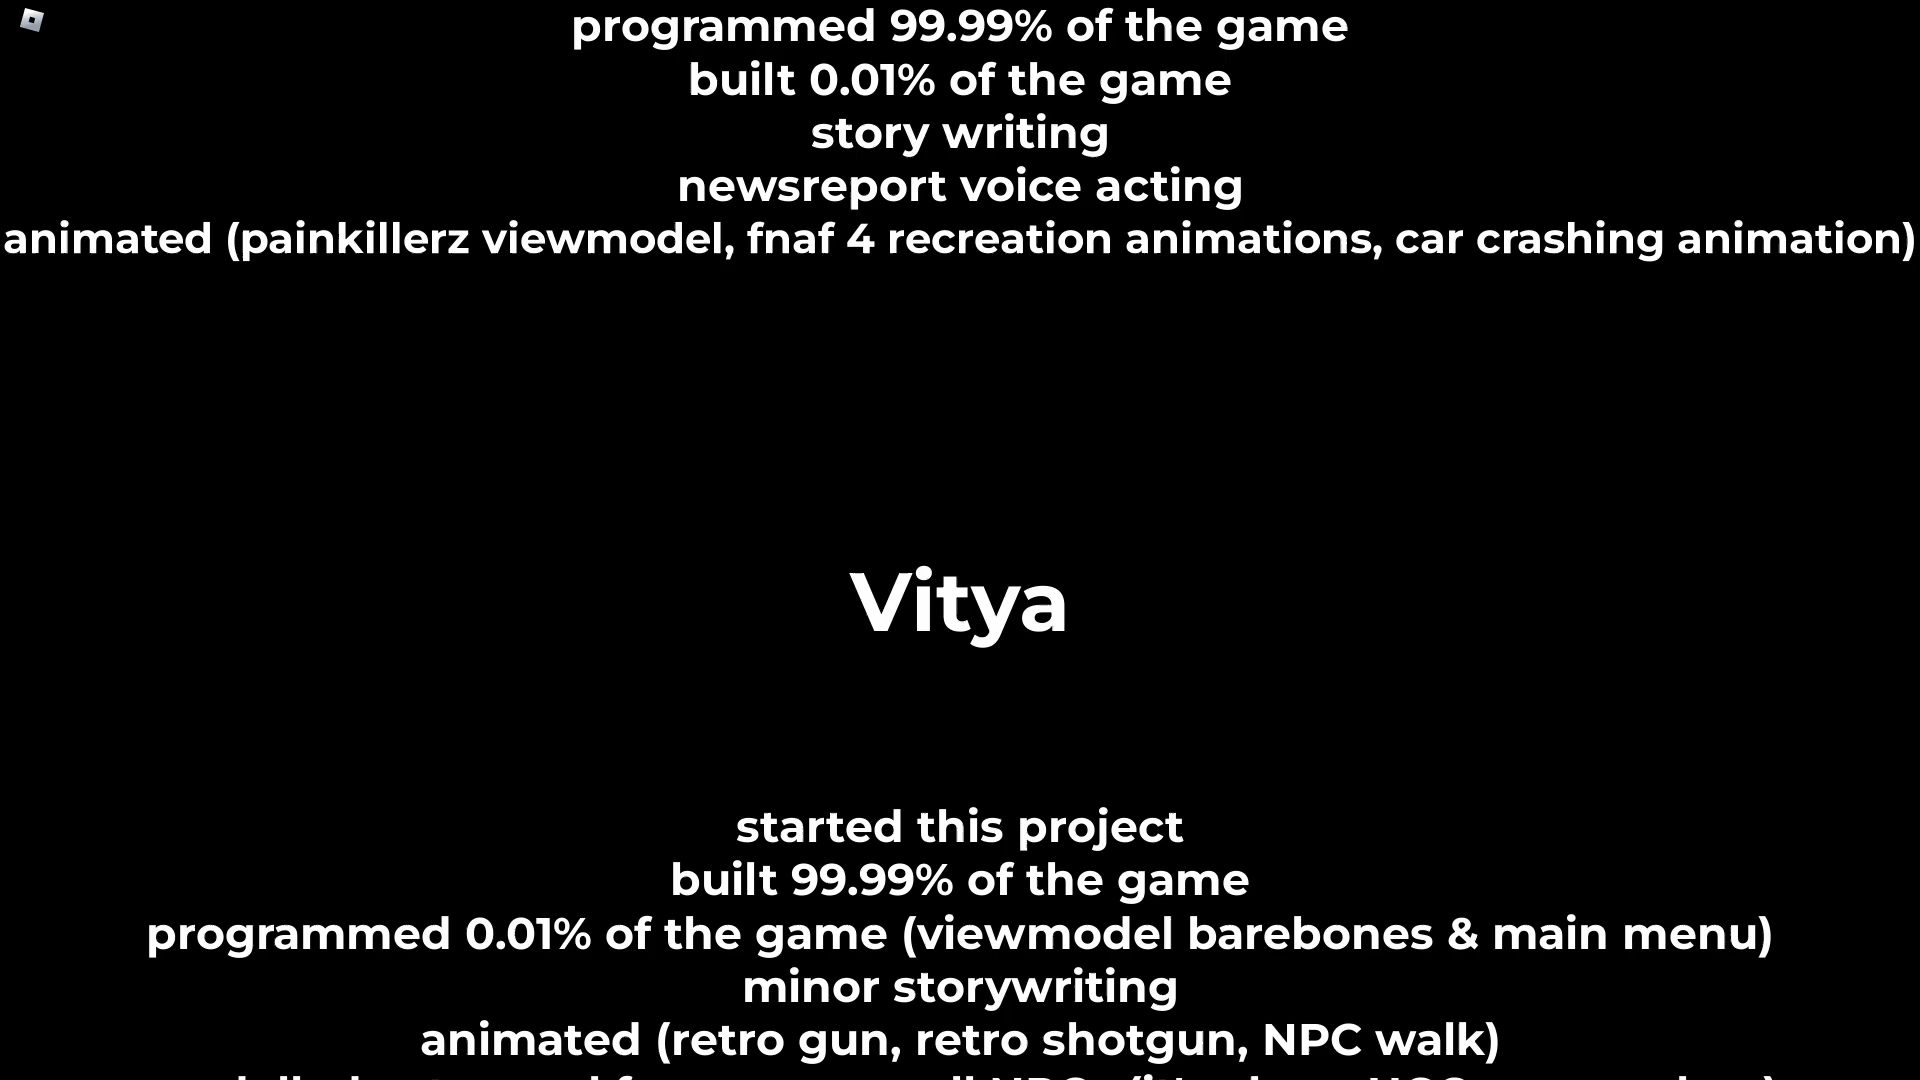 programmed 99.99% of the game
built 0.01% of the game
story writing
newsreport voice acting
animated (painkillerz viewmodel, fnaf 4 recreation animations, car crashing animation)
Vitya
started this project
built 99.99% of the game
programmed 0.01% of the game (viewmodel barebones & main menu)
minor storywriting
animated (retro gun, retro shotgun, NPC walk)